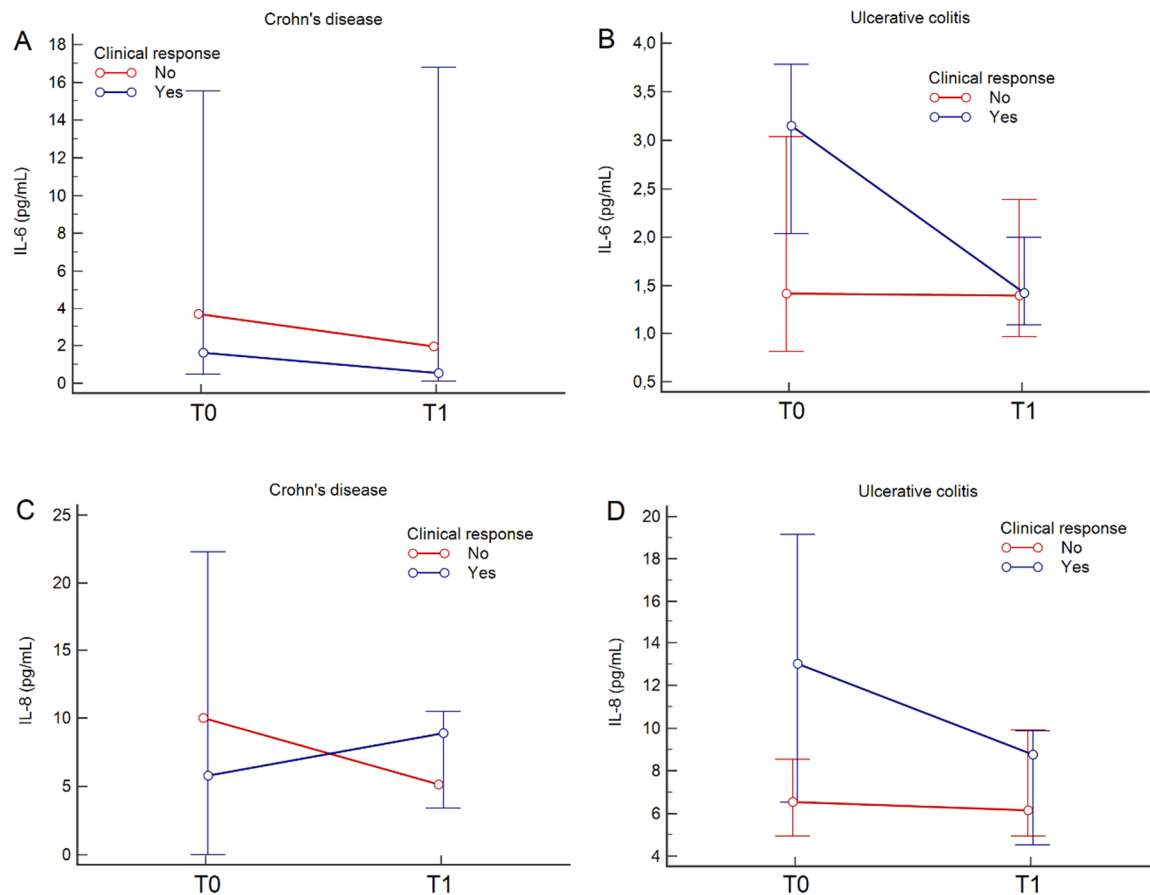 A
Crohn's disease
Clinical response
No
Yes
IL-6 (pg/mL)
18
16
14
12
10
8
6
4
2
0
T0
T1
B
Ulcerative colitis
Clinical response
No
Yes
IL-6 (pg/mL)
4,0
3,5
3,0
2,5
2,0
1,5
1,0
0,5
T0
T1
C
Crohn's disease
Clinical response
No
Yes
IL-8 (pg/mL)
25
20
15
10
5
0
T0
T1
D
Ulcerative colitis
Clinical response
No
Yes
IL-8 (pg/mL)
20
18
16
14
12
10
8
6
4
T0
T1